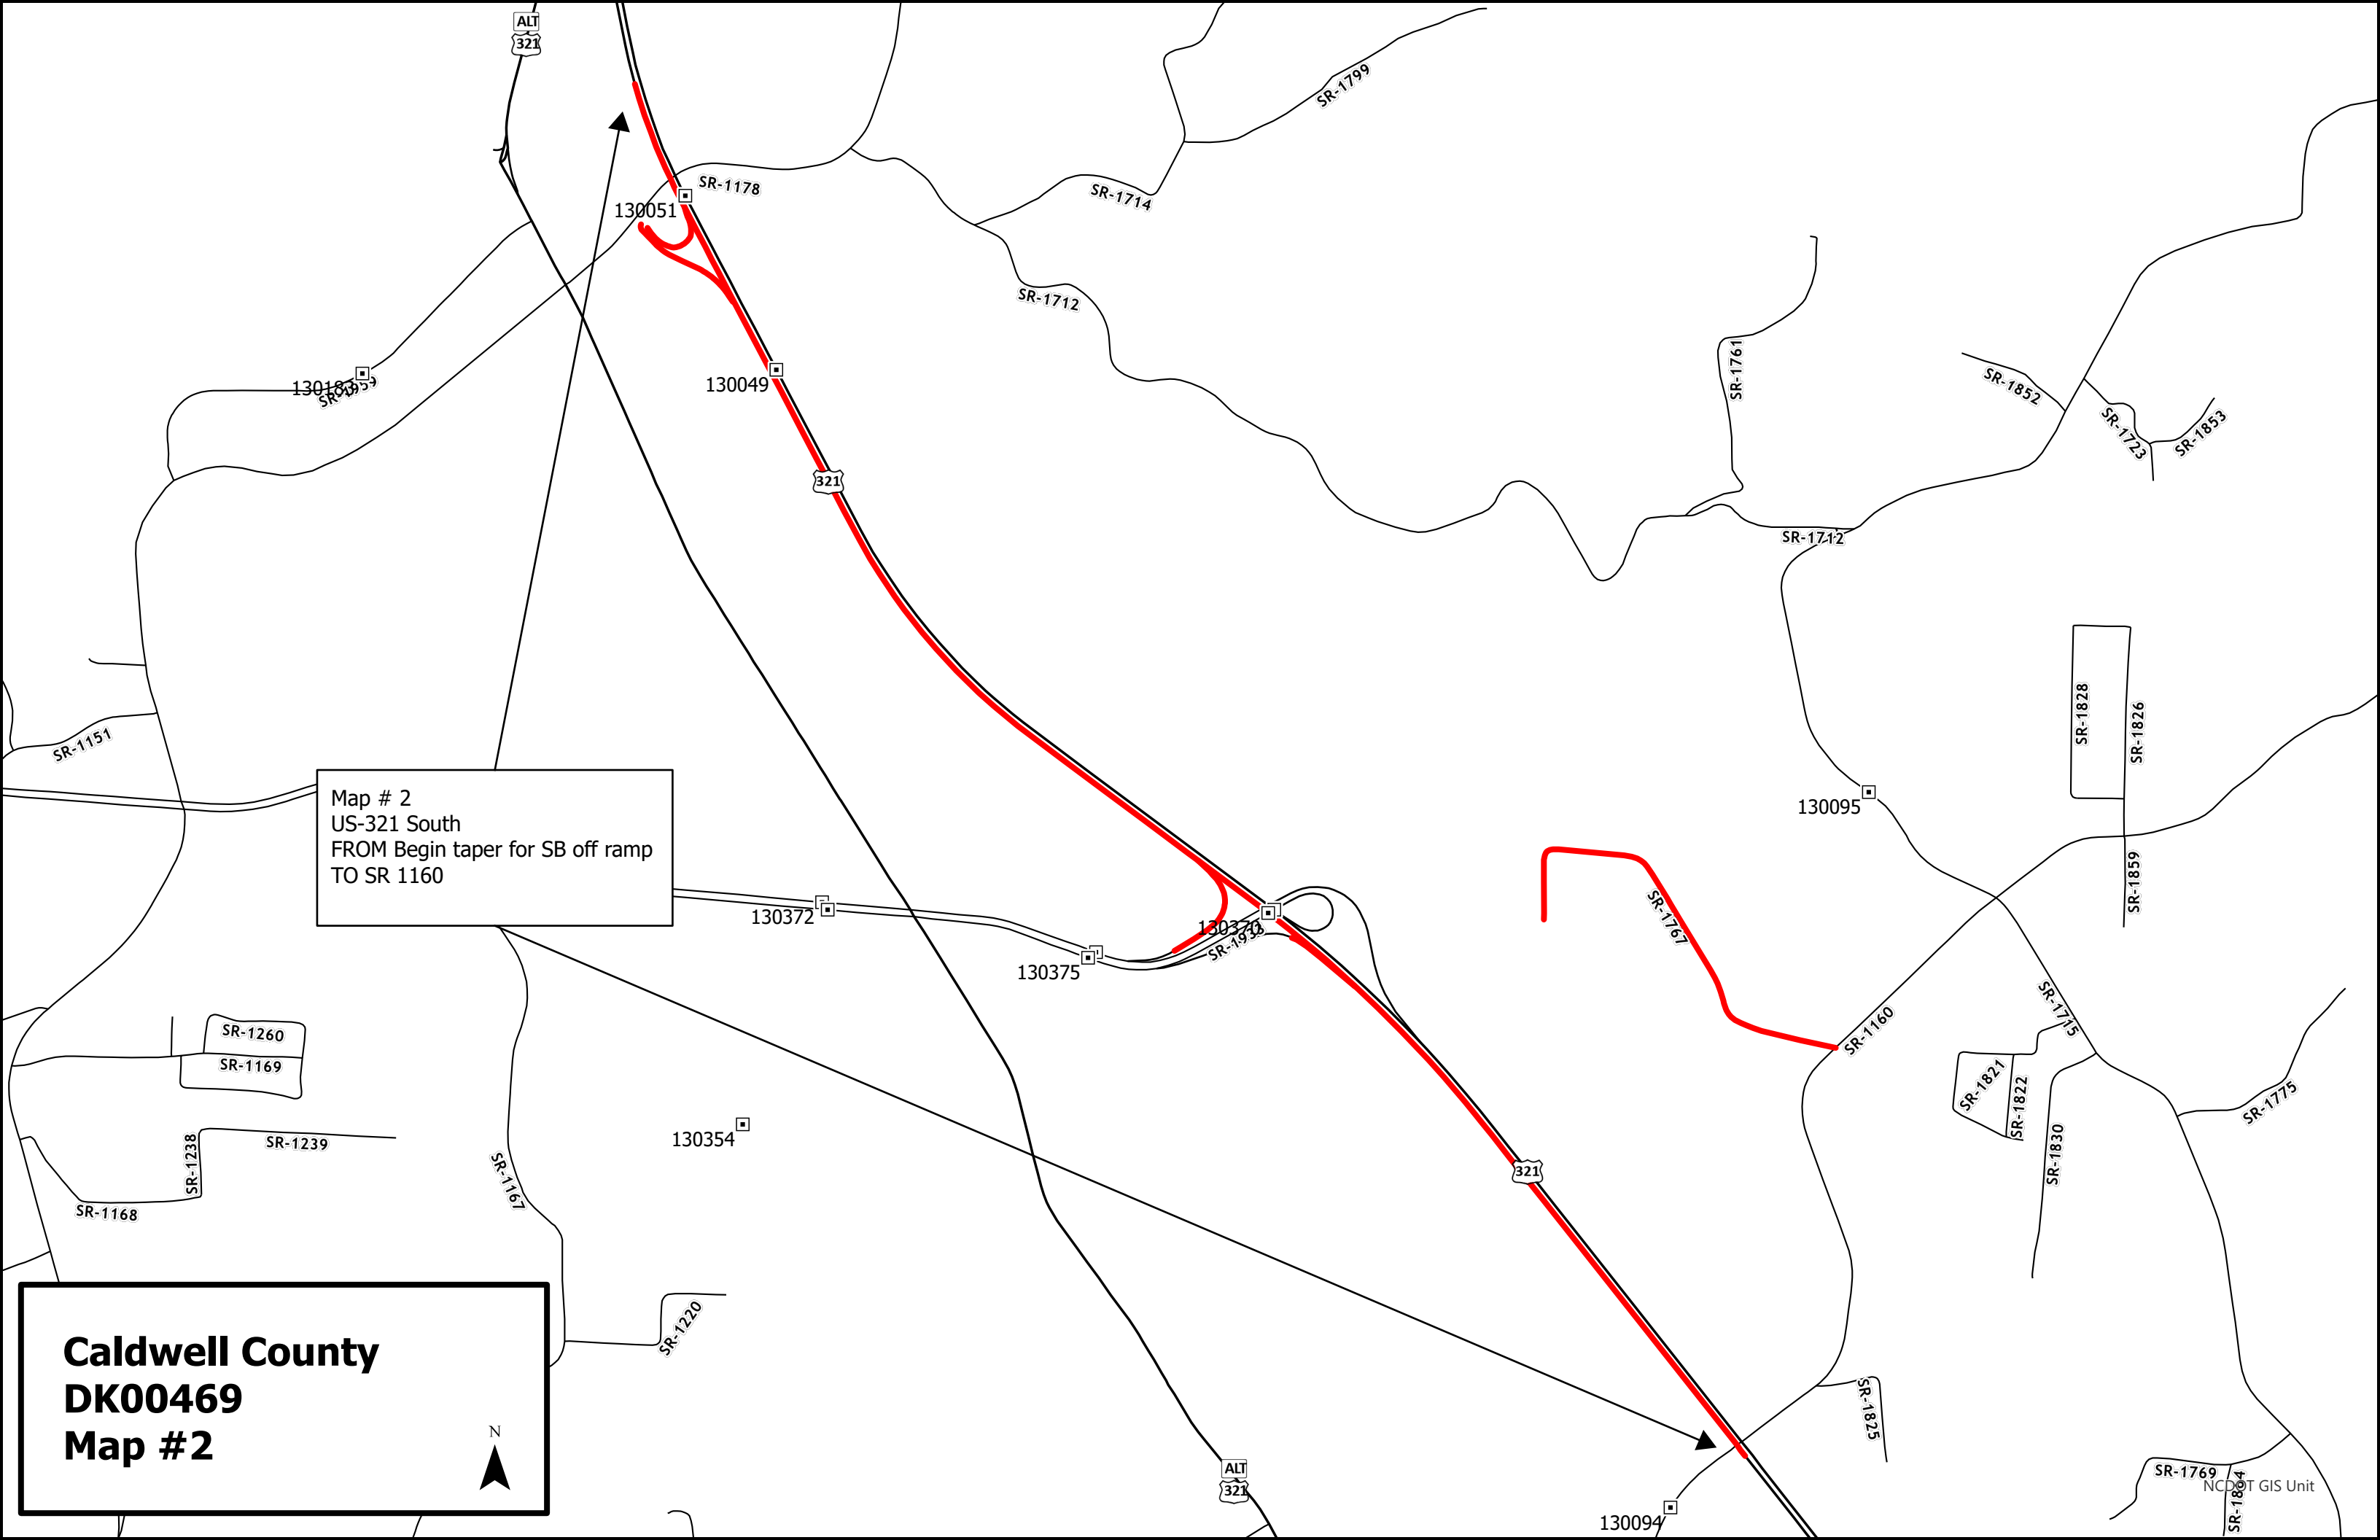 ALT
321
SR-1799
SR-1178
130051
SR-1714
SR-1712
SR-1761
SR-1852
SR-1723
SR-1853
130183
130049
321
SR-1712
SR-1828
SR-1826
SR-1151
Map # 2
US-321 South
FROM Begin taper for SB off ramp
TO SR 1160
130095
SR-1859
130372
130370
SR-1767
130375
SR-1160
SR-1715
SR-1260
SR-1169
SR-1821
SR-1822
SR-1775
130354
SR-1238
SR-1239
SR-1830
SR-1167
321
SR-1168
SR-1220
Caldwell County
DK00469
Map #2
N
SR-1825
ALT
321
SR-1769
NCDOT GIS Unit
130094